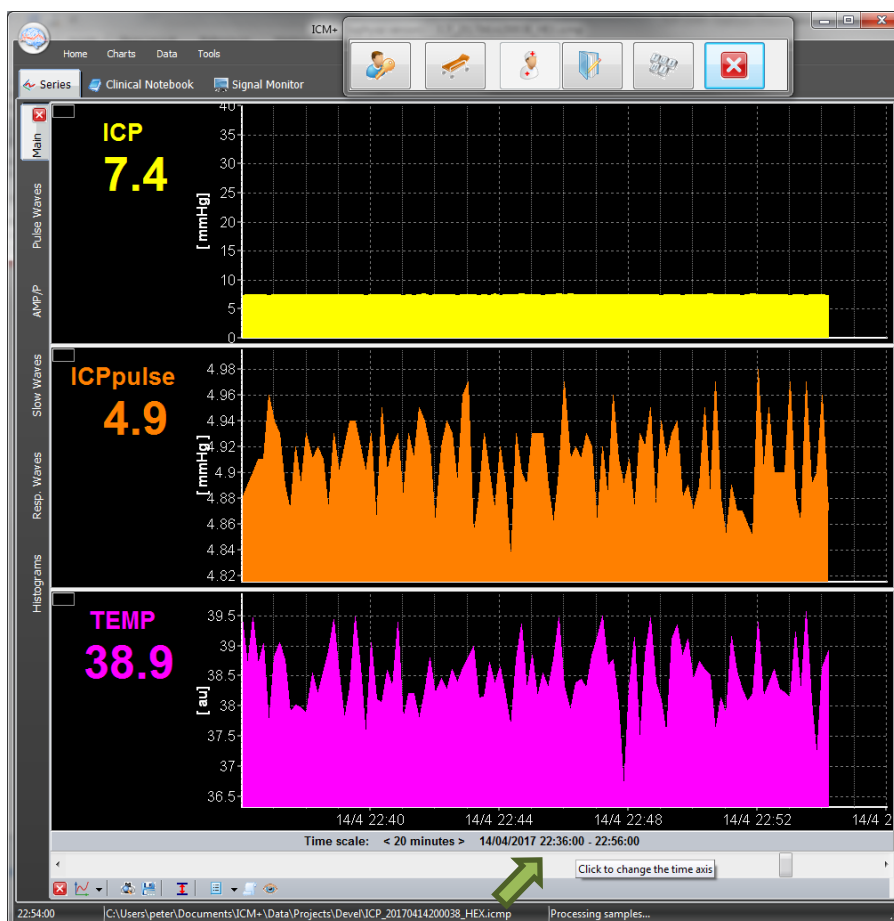 ICM+
Home Charts Data Tools
Series Clinical Notebook Signal Monitor
Main
Pulse Waves
AMP/P
Slow Waves
Resp. Waves
Histograms
ICP
7.4
[ mmHg ]
40
35
30
25
20
15
10
5
0
ICPpulse
4.9
[ mmHg ]
4.98
4.96
4.94
4.92
4.9
4.88
4.86
4.84
4.82
TEMP
38.9
[ au ]
39.5
39
38.5
38
37.5
37
36.5
14/4 22:40 14/4 22:44 14/4 22:48 14/4 22:52 14/4 2
Time scale: < 20 minutes > 14/04/2017 22:36:00 - 22:56:00
Click to change the time axis
22:54:00 C:\Users\peter\Documents\ICM+\Data\Projects\Devel\ICP_20170414200038_HEX.icmp Processing samples...